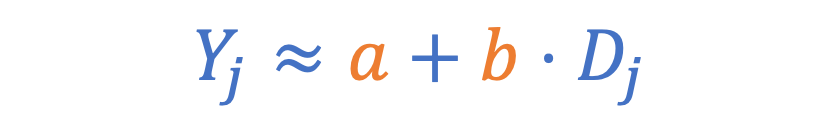 Yⱼ ≈ a + b · Dⱼ